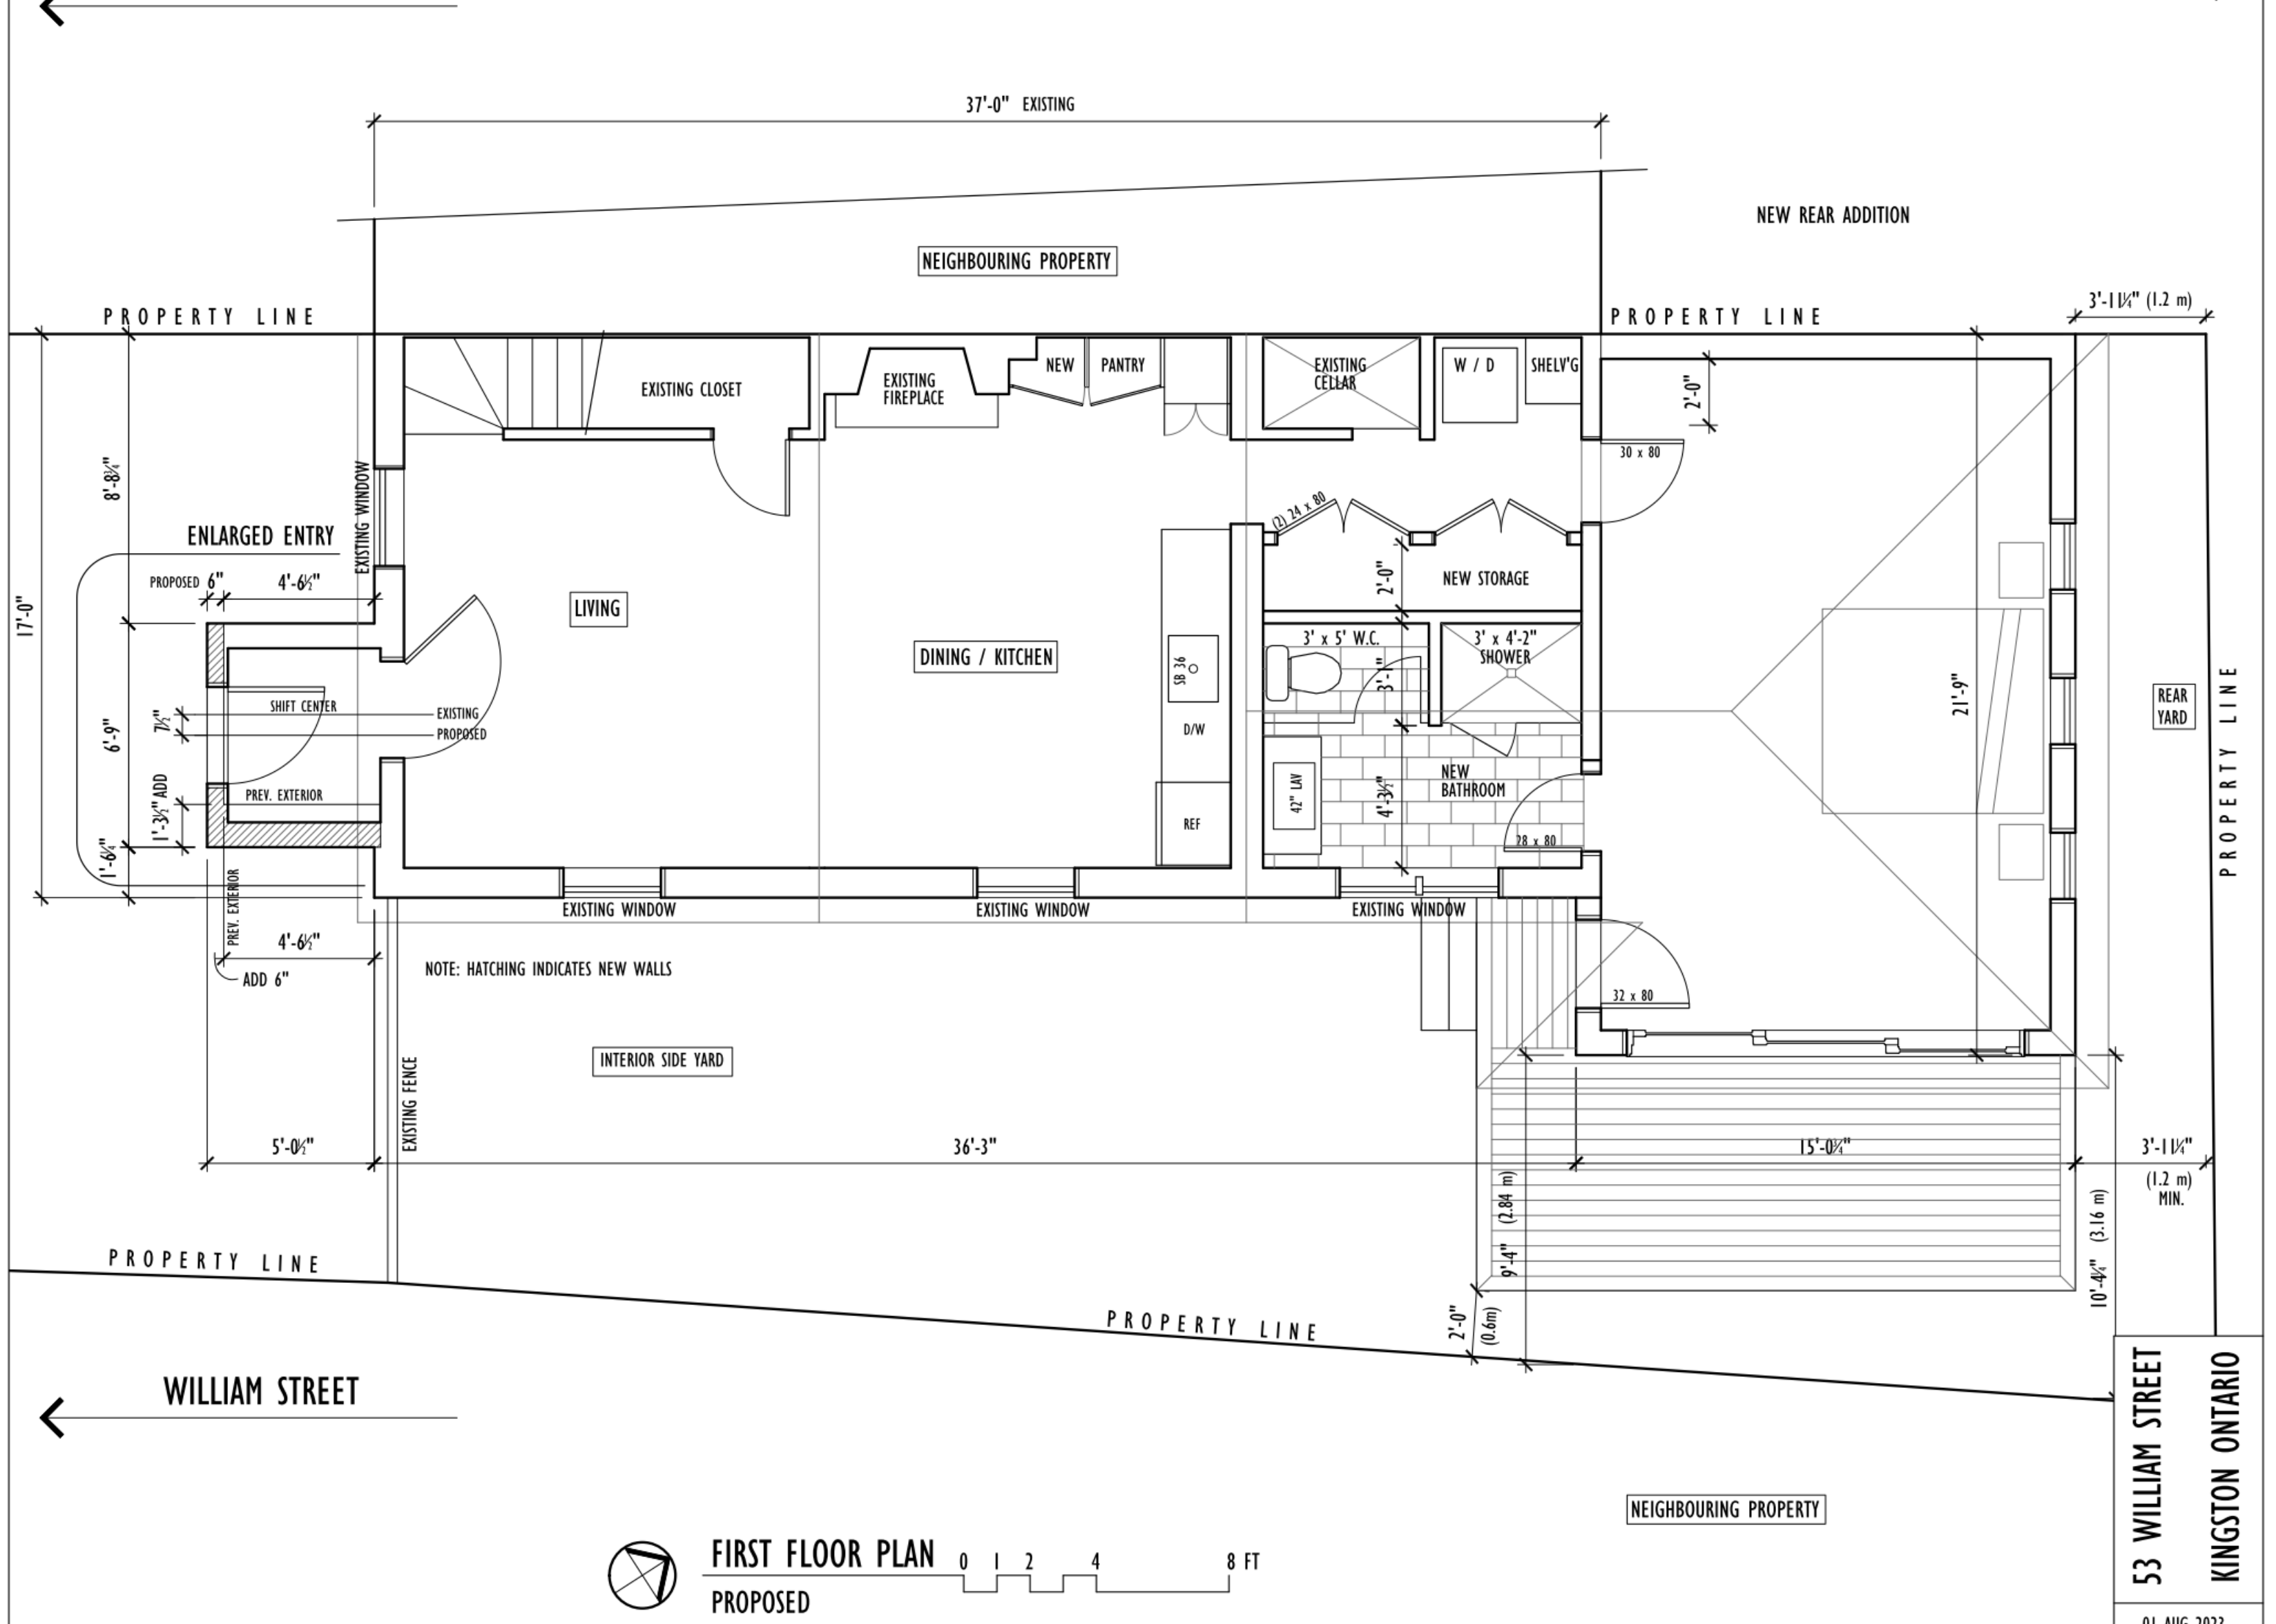 37'-0" EXISTING
NEW REAR ADDITION
NEIGHBOURING PROPERTY
3'-11¼" (1.2 m)
PROPERTY LINE
PROPERTY LINE
EXISTING CLOSET
EXISTING
FIREPLACE
NEW
PANTRY
EXISTING
CELLAR
W / D
SHELV'G
2'-0"
30 x 80
8'-8¾"
EXISTING WINDOW
ENLARGED ENTRY
PROPOSED 6"
4'-6½"
17'-0"
(2) 24 x 80
LIVING
DINING / KITCHEN
2'-0"
NEW STORAGE
3' x 5' W.C.
3' x 4'-2"
SHOWER
3'-1"
SB 36
D/W
REF
SHIFT CENTER
EXISTING
PROPOSED
7½"
6'-9"
PREV. EXTERIOR
1'-3½" ADD
1'-6¼"
42" LAV
4'-3½"
NEW
BATHROOM
28 x 80
21'-9"
REAR
YARD
PROPERTY LINE
EXISTING WINDOW
EXISTING WINDOW
EXISTING WINDOW
PREV. EXTERIOR
4'-6½"
ADD 6"
NOTE: HATCHING INDICATES NEW WALLS
32 x 80
INTERIOR SIDE YARD
EXISTING FENCE
5'-0½"
36'-3"
15'-0¾"
3'-11¼"
(1.2 m)
MIN.
9'-4" (2.84 m)
10'-4¼" (3.16 m)
2'-0"
(0.6m)
PROPERTY LINE
PROPERTY LINE
WILLIAM STREET
53 WILLIAM STREET
KINGSTON ONTARIO
NEIGHBOURING PROPERTY
FIRST FLOOR PLAN
0 1 2 4 8 FT
PROPOSED
01 AUG 2023